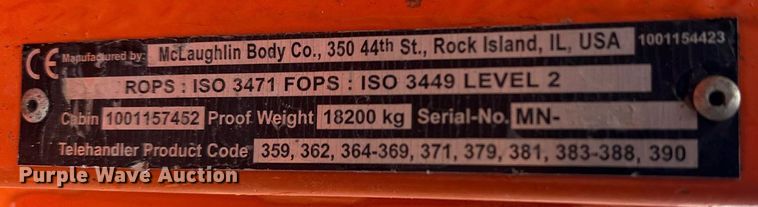 CE Manufactured by: McLaughlin Body Co., 350 44th St., Rock Island, IL, USA 1001154423
ROPS : ISO 3471 FOPS : ISO 3449 LEVEL 2
Cabin 1001157452 Proof Weight 18200 kg Serial-No. MN-
Telehandler Product Code 359, 362, 364-369, 371, 379, 381, 383-388, 390
Purple Wave Auction